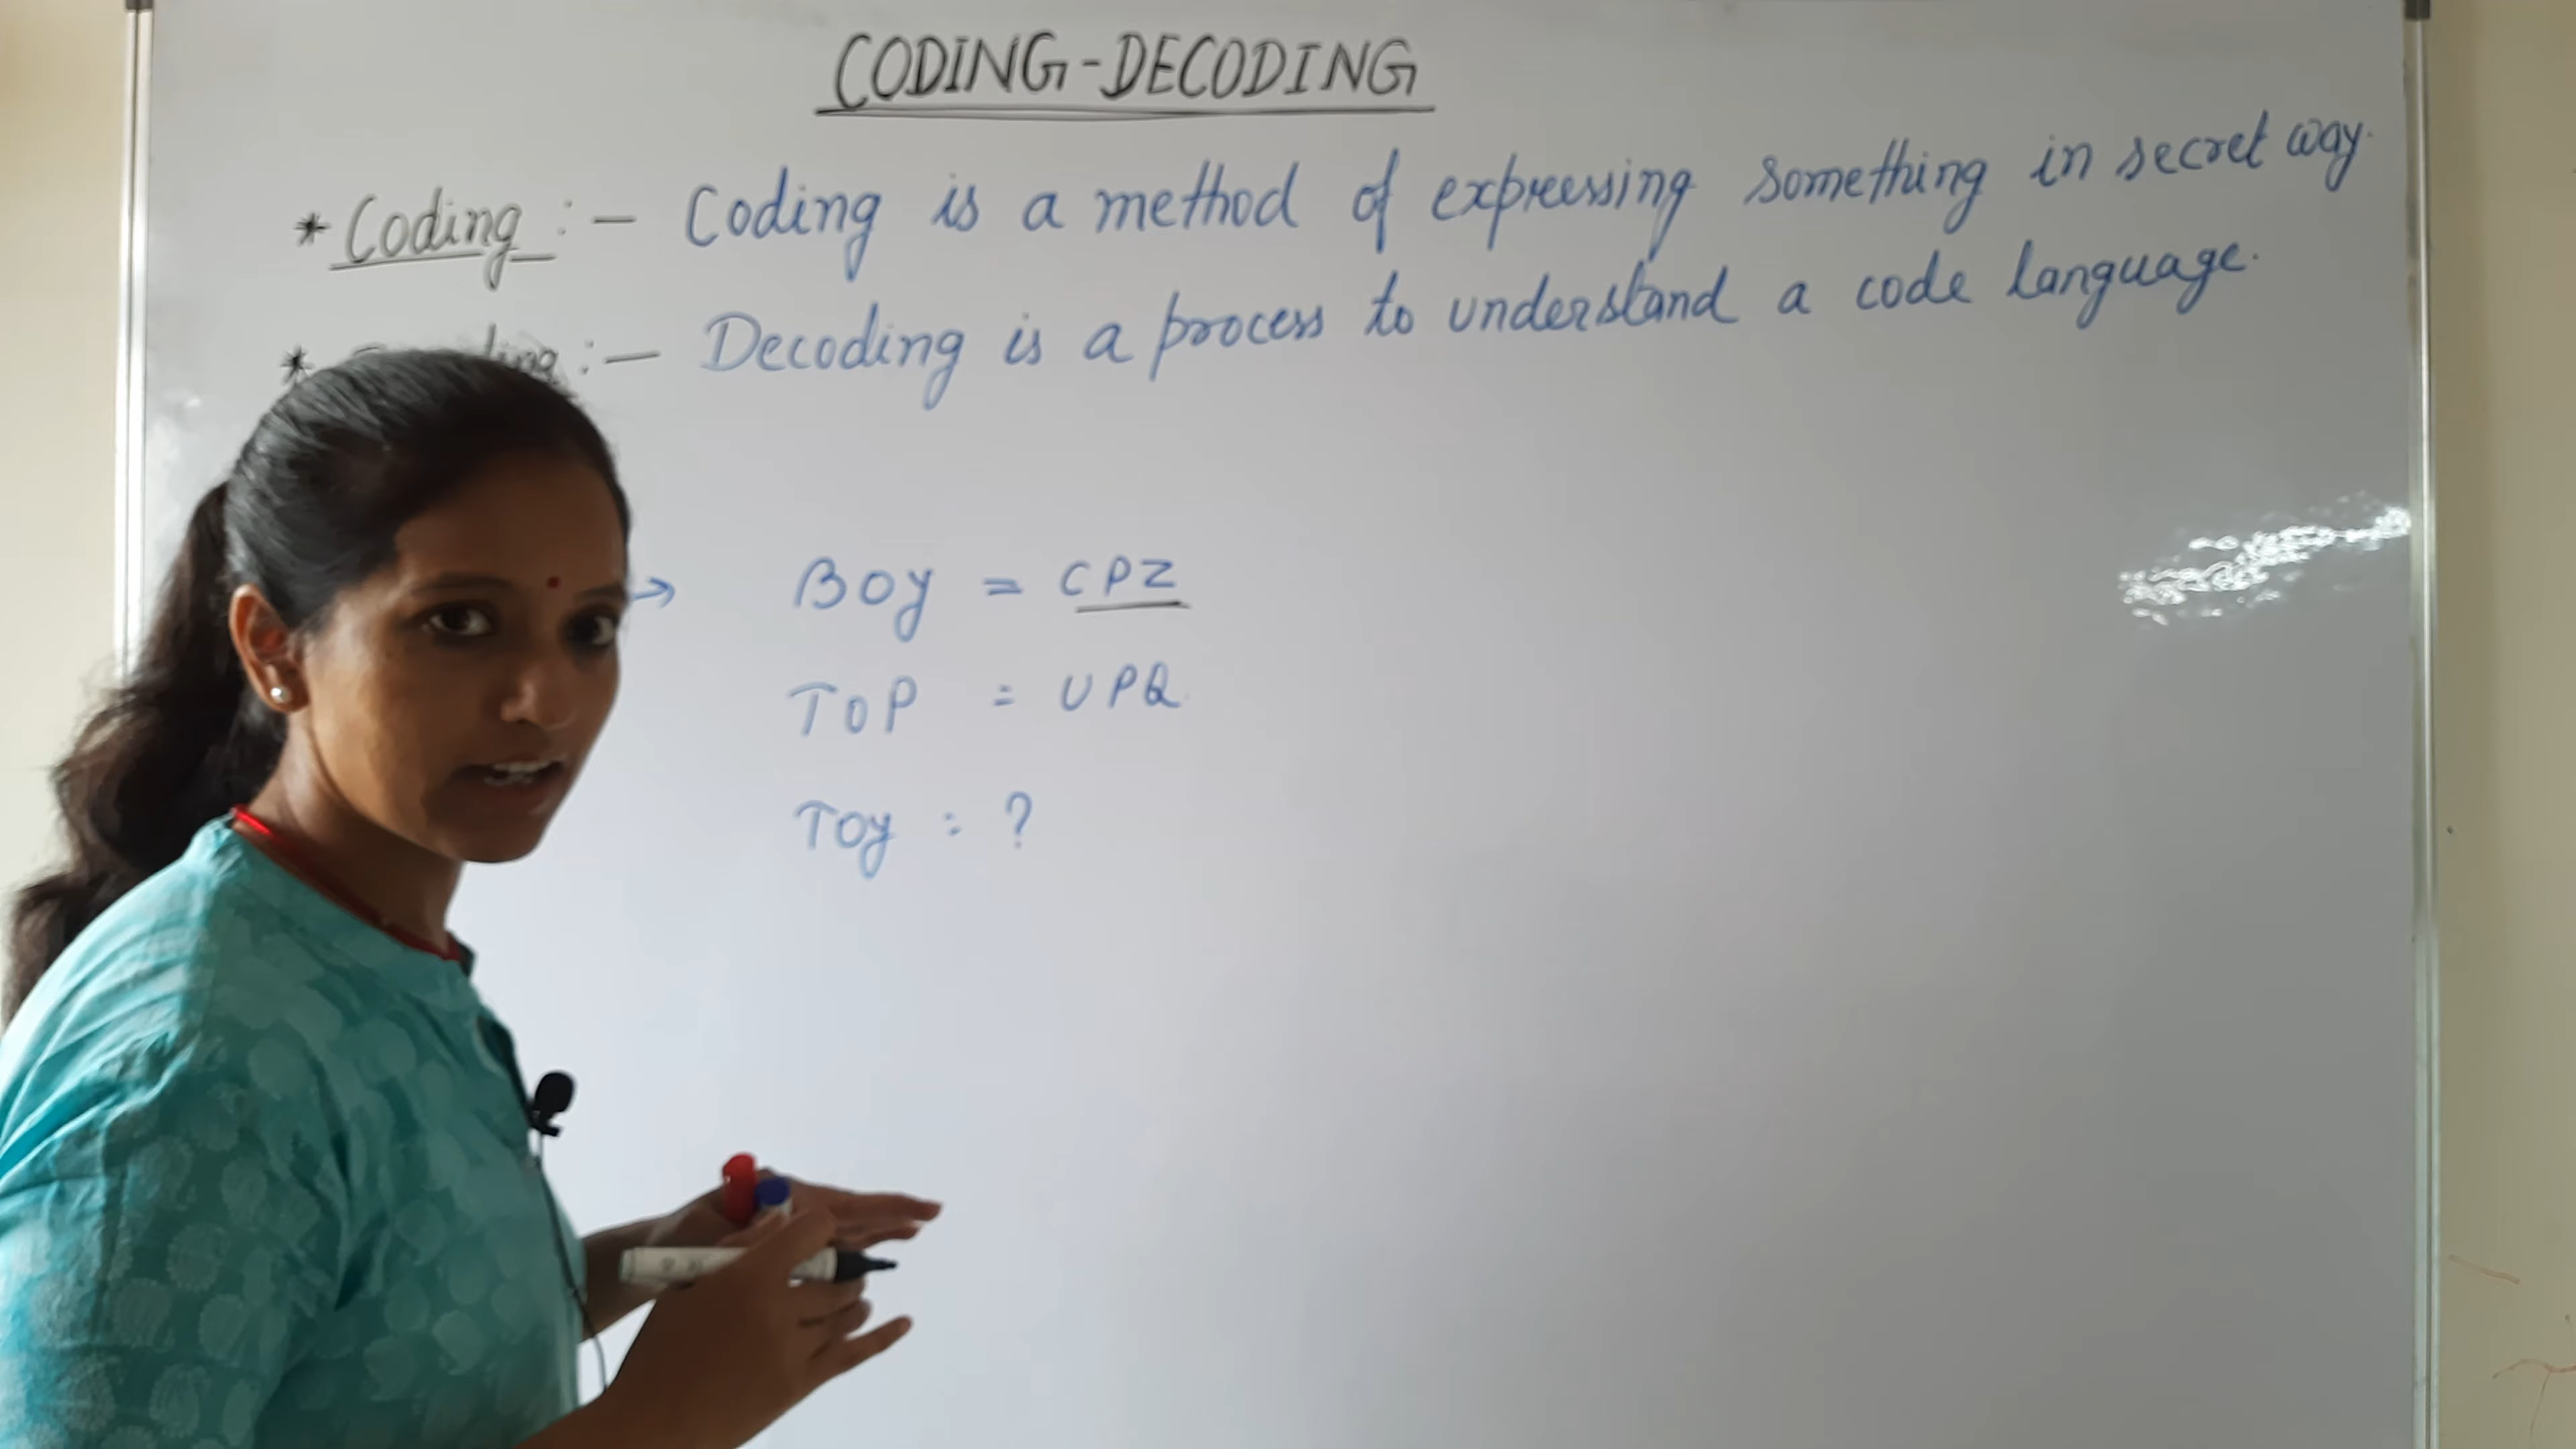 CODING-DECODING
* Coding :- Coding is a method of expressing something in secret way.
* :- Decoding is a process to understand a code language.
→ BOY = CPZ
TOP = UPQ
TOY = ?